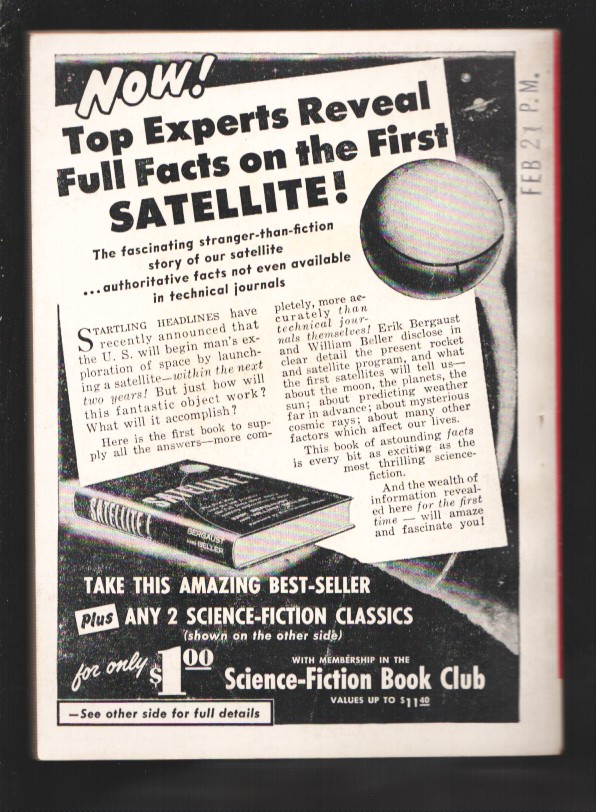 NOW!
Top Experts Reveal
Full Facts on the First
SATELLITE!
The fascinating stranger-than-fiction
story of our satellite
...authoritative facts not even available
in technical journals
STARTLING HEADLINES have
recently announced that
the U. S. will begin man's ex-
ploration of space by launch-
ing a satellite—within the next
two years! But just how will
this fantastic object work?
What will it accomplish?
Here is the first book to sup-
ply all the answers—more com-
pletely, more ac-
curately than
technical jour-
nals themselves! Erik Bergaust
and William Beller disclose in
clear detail the present rocket
and satellite program, and what
the first satellites will tell us—
about the moon, the planets, the
sun; about predicting weather
far in advance; about mysterious
cosmic rays; about many other
factors which affect our lives.
This book of astounding facts
is every bit as exciting as the
most thrilling science-
fiction.
And the wealth of
information reveal-
ed here for the first
time — will amaze
and fascinate you!
SATELLITE!
SATELLITE!
BERGAUST
AND BELLER
TAKE THIS AMAZING BEST-SELLER
Plus ANY 2 SCIENCE-FICTION CLASSICS
(shown on the other side)
for only $1.00
WITH MEMBERSHIP IN THE
Science-Fiction Book Club
VALUES UP TO $11.40
—See other side for full details
FEB 21 P.M.